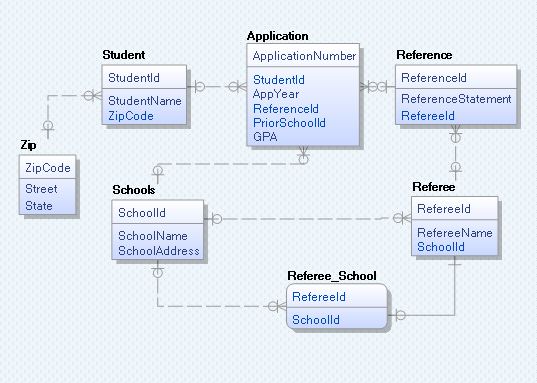 Student
StudentId
StudentName
ZipCode
Application
ApplicationNumber
StudentId
AppYear
ReferenceId
PriorSchoolId
GPA
Reference
ReferenceId
ReferenceStatement
RefereeId
Zip
ZipCode
Street
State
Schools
SchoolId
SchoolName
SchoolAddress
Referee
RefereeId
RefereeName
SchoolId
Referee_School
RefereeId
SchoolId